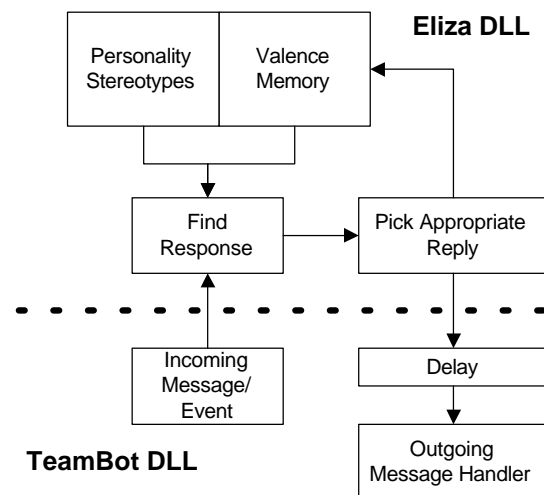 Eliza DLL
Personality
Stereotypes
Valence
Memory
Find
Response
Pick Appropriate
Reply
Incoming
Message/
Event
Delay
TeamBot DLL
Outgoing
Message Handler